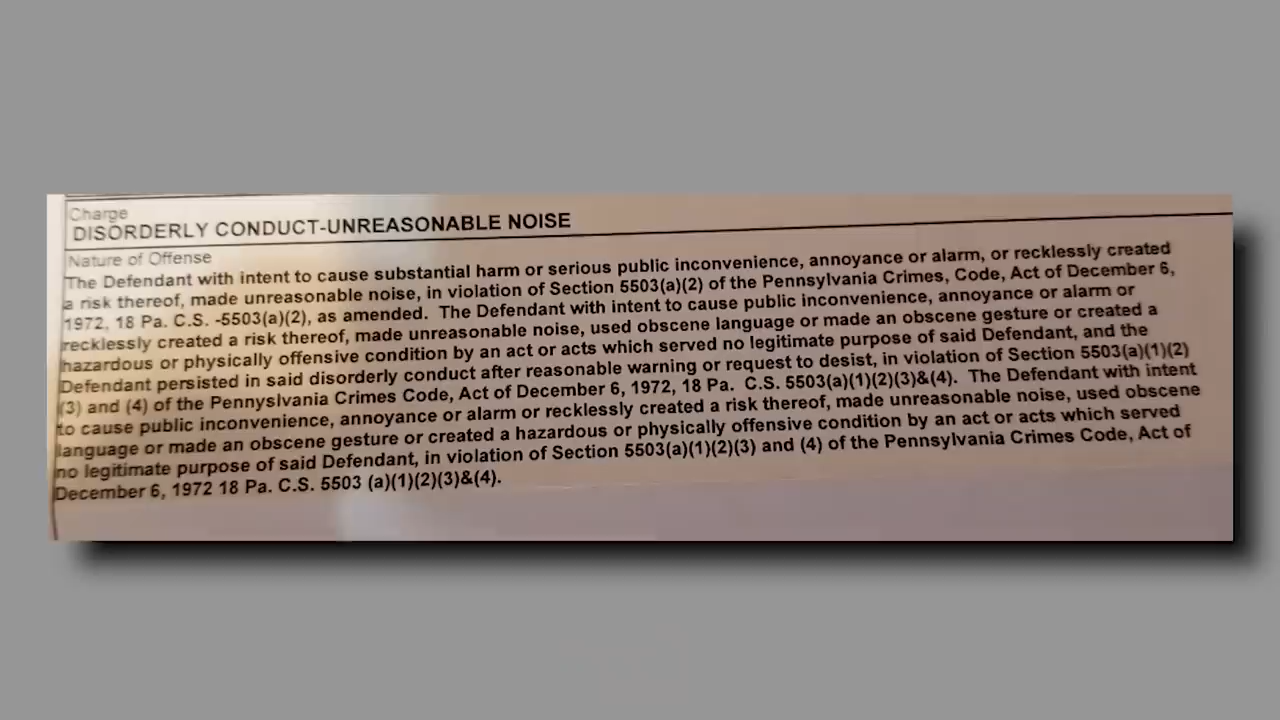 Charge
DISORDERLY CONDUCT-UNREASONABLE NOISE
Nature of Offense
The Defendant with intent to cause substantial harm or serious public inconvenience, annoyance or alarm, or recklessly created
a risk thereof, made unreasonable noise, in violation of Section 5503(a)(2) of the Pennsylvania Crimes, Code, Act of December 6,
1972, 18 Pa. C.S. -5503(a)(2), as amended. The Defendant with intent to cause public inconvenience, annoyance or alarm or
recklessly created a risk thereof, made unreasonable noise, used obscene language or made an obscene gesture or created a
hazardous or physically offensive condition by an act or acts which served no legitimate purpose of said Defendant, and the
Defendant persisted in said disorderly conduct after reasonable warning or request to desist, in violation of Section 5503(a)(1)(2)
(3) and (4) of the Pennyslvania Crimes Code, Act of December 6, 1972, 18 Pa. C.S. 5503(a)(1)(2)(3)&(4). The Defendant with intent
to cause public inconvenience, annoyance or alarm or recklessly created a risk thereof, made unreasonable noise, used obscene
language or made an obscene gesture or created a hazardous or physically offensive condition by an act or acts which served
no legitimate purpose of said Defendant, in violation of Section 5503(a)(1)(2)(3) and (4) of the Pennsylvania Crimes Code, Act of
December 6, 1972 18 Pa. C.S. 5503 (a)(1)(2)(3)&(4).